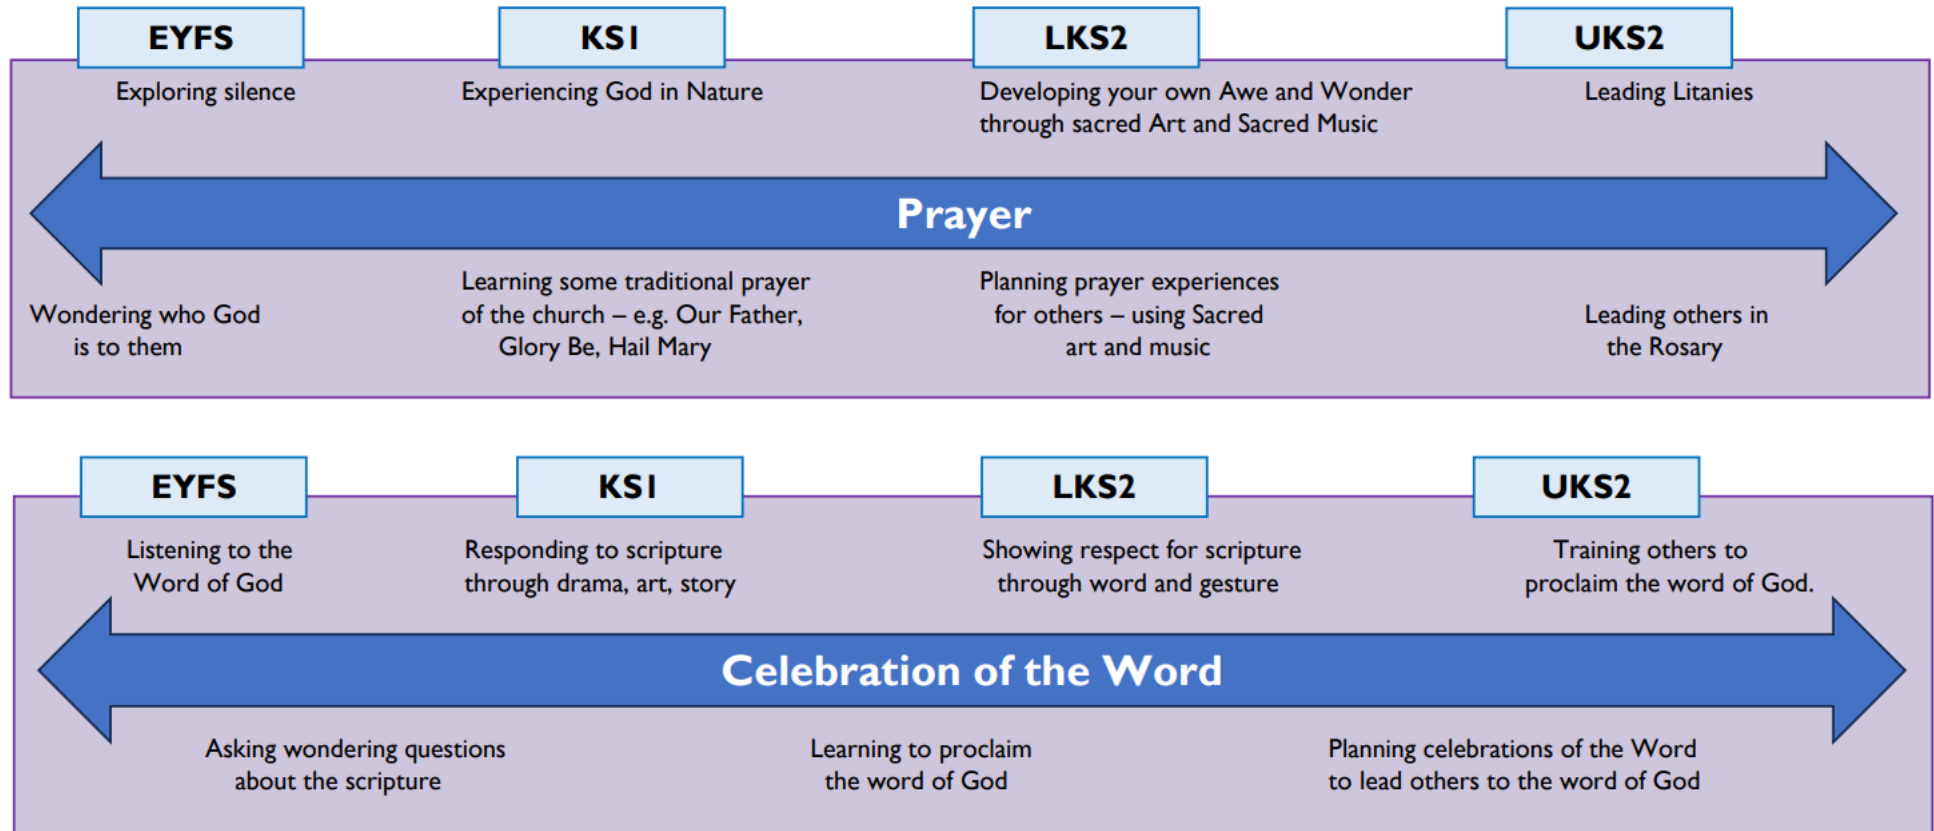 EYFS
KS1
LKS2
UKS2
Exploring silence
Experiencing God in Nature
Developing your own Awe and Wonder
through sacred Art and Sacred Music
Leading Litanies
Prayer
Wondering who God
is to them
Learning some traditional prayer
of the church – e.g. Our Father,
Glory Be, Hail Mary
Planning prayer experiences
for others – using Sacred
art and music
Leading others in
the Rosary
EYFS
KS1
LKS2
UKS2
Listening to the
Word of God
Responding to scripture
through drama, art, story
Showing respect for scripture
through word and gesture
Training others to
proclaim the word of God.
Celebration of the Word
Asking wondering questions
about the scripture
Learning to proclaim
the word of God
Planning celebrations of the Word
to lead others to the word of God